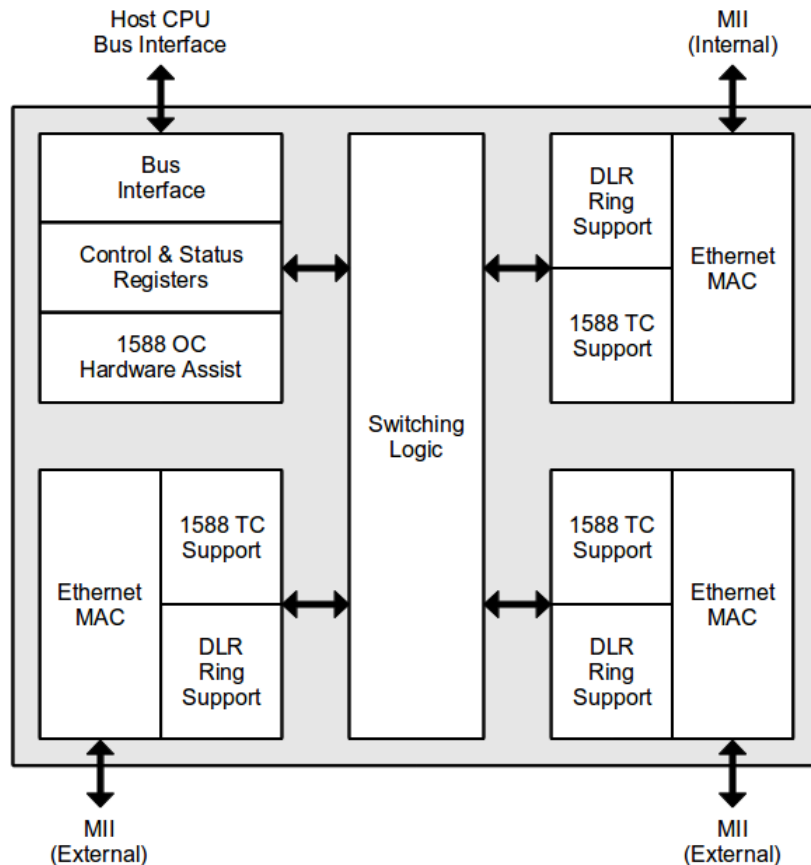 Host CPU
Bus Interface
MII
(Internal)
Bus
Interface
Control & Status
Registers
1588 OC
Hardware Assist
Switching
Logic
DLR
Ring
Support
1588 TC
Support
Ethernet
MAC
Ethernet
MAC
1588 TC
Support
DLR
Ring
Support
1588 TC
Support
DLR
Ring
Support
Ethernet
MAC
MII
(External)
MII
(External)